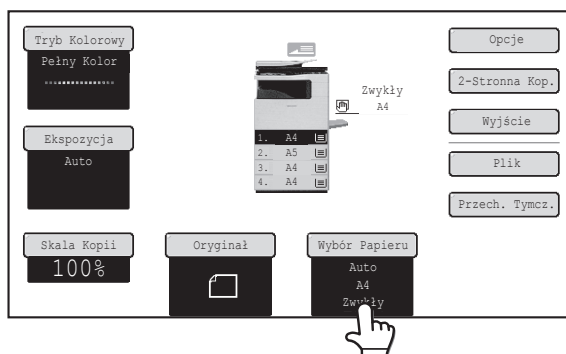 Tryb Kolorowy
Pełny Kolor
Ekspozycja
Auto
Skala Kopii
100%
Oryginał
Wybór Papieru
Auto
A4
Zwykły
Zwykły
A4
1. A4
2. A5
3. A4
4. A4
Opcje
2-Stronna Kop.
Wyjście
Plik
Przech. Tymcz.